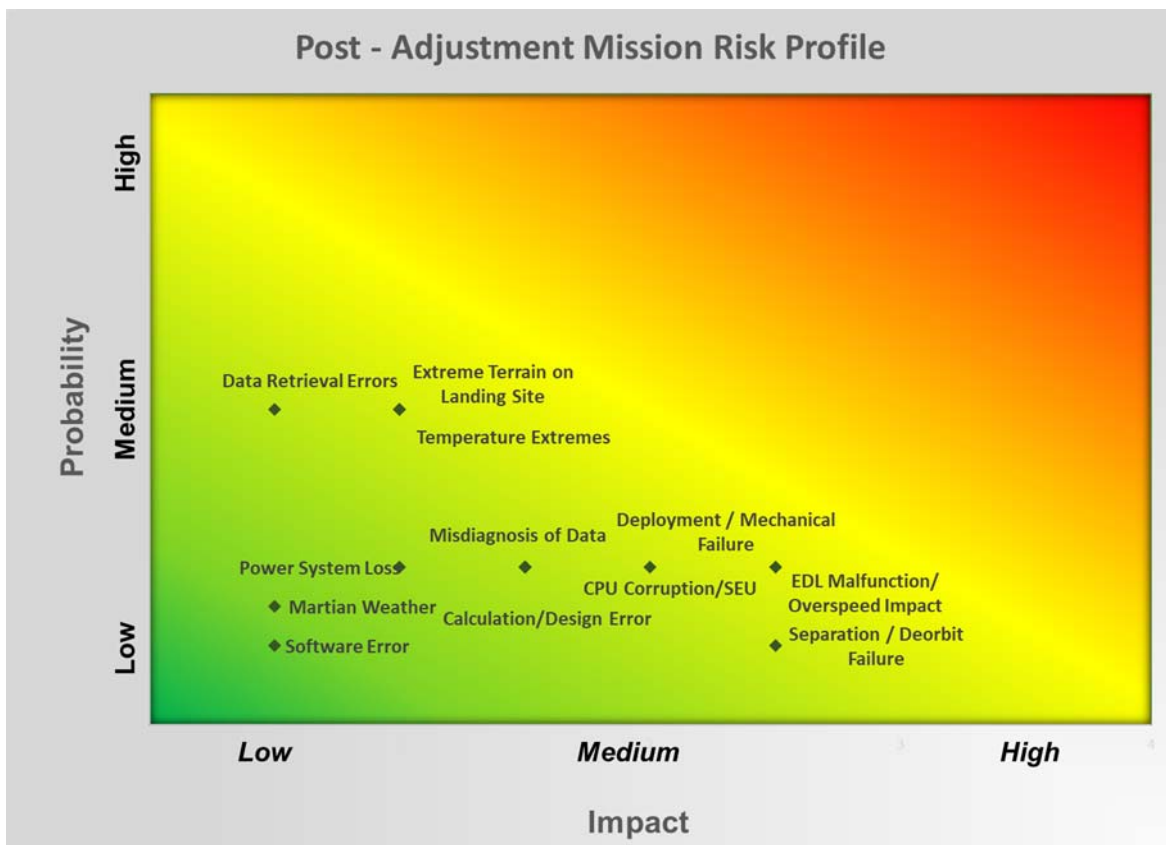 Post - Adjustment Mission Risk Profile
High
Medium
Low
Probability
Data Retrieval Errors
Extreme Terrain on
Landing Site
Temperature Extremes
Misdiagnosis of Data
Deployment / Mechanical
Failure
Power System Loss
CPU Corruption/SEU
EDL Malfunction/
Overspeed Impact
Martian Weather
Calculation/Design Error
Software Error
Separation / Deorbit
Failure
Low
Medium
3
High
4
Impact